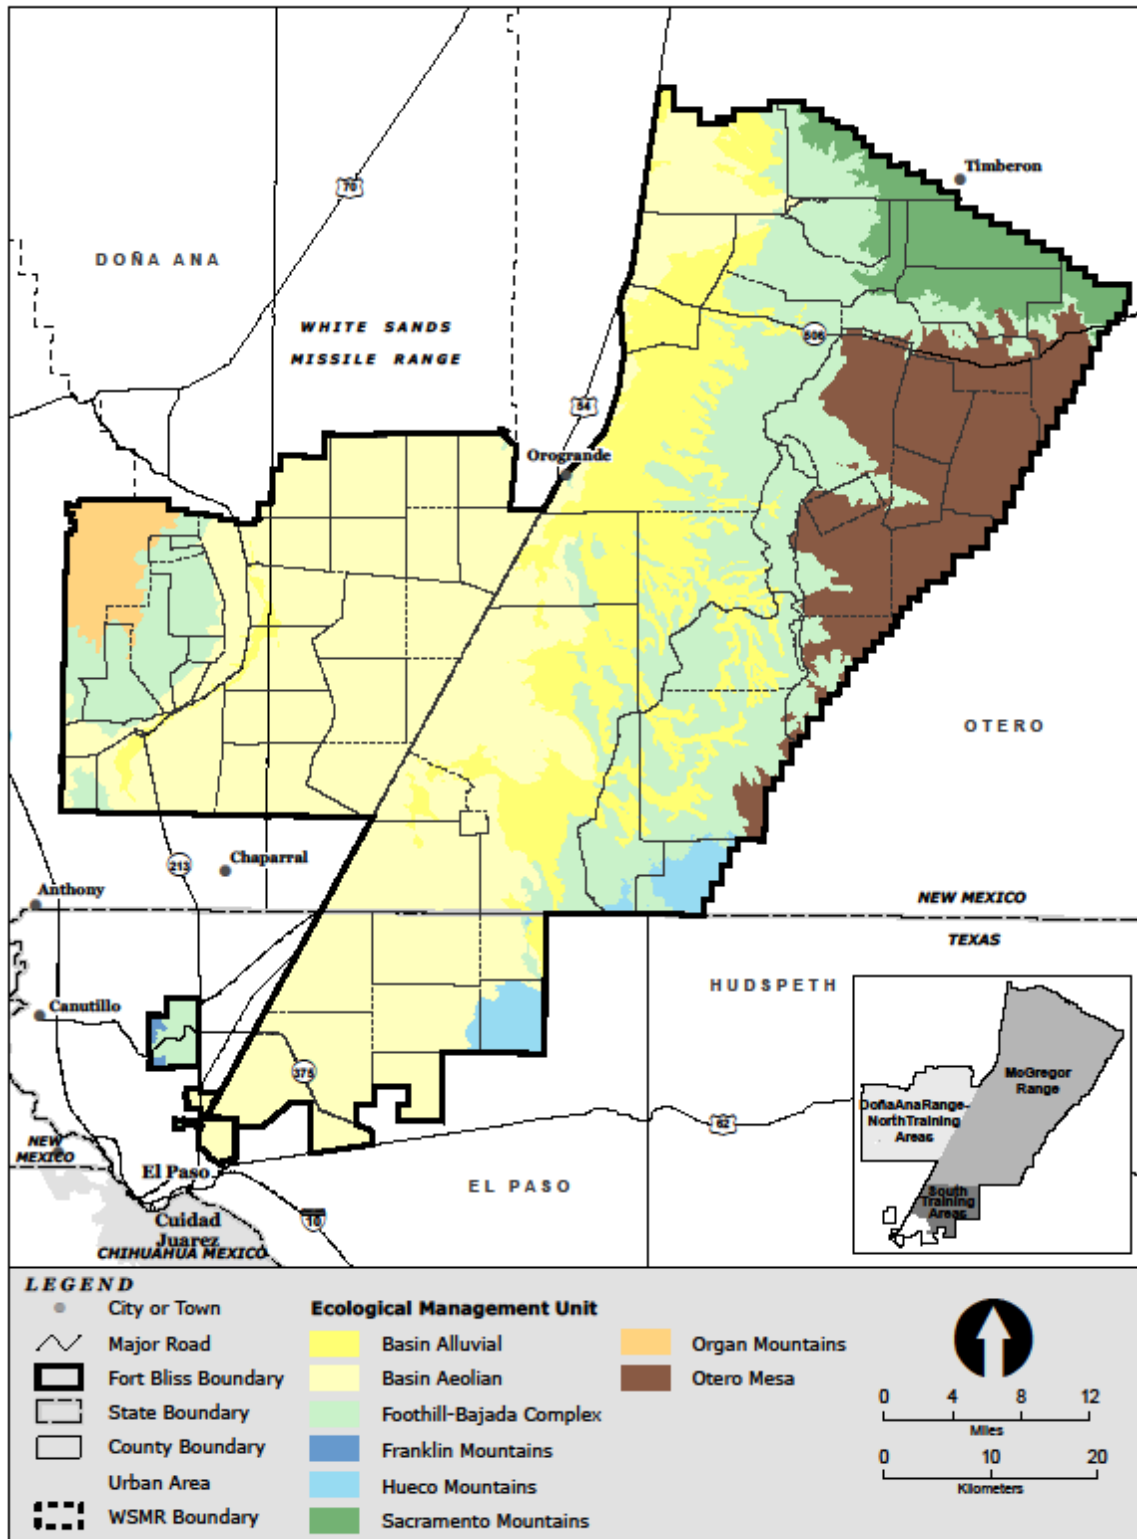 Timberon
70
DOÑA ANA
WHITE SANDS
MISSILE RANGE
506
54
Orogrande
OTERO
Chaparral
213
Anthony
NEW MEXICO
TEXAS
HUDSPETH
Canutillo
375
McGregor
Range
DoñaAnaRange-
NorthTraining
Areas
62
NEW
MEXICO
El Paso
EL PASO
South
Training
Areas
10
Cuidad
Juarez
CHIHUAHUA MEXICO
LEGEND
City or Town
Major Road
Fort Bliss Boundary
State Boundary
County Boundary
Urban Area
WSMR Boundary
Ecological Management Unit
Basin Alluvial
Basin Aeolian
Foothill-Bajada Complex
Franklin Mountains
Hueco Mountains
Sacramento Mountains
Organ Mountains
Otero Mesa
0 4 8 12
Miles
0 10 20
Kilometers